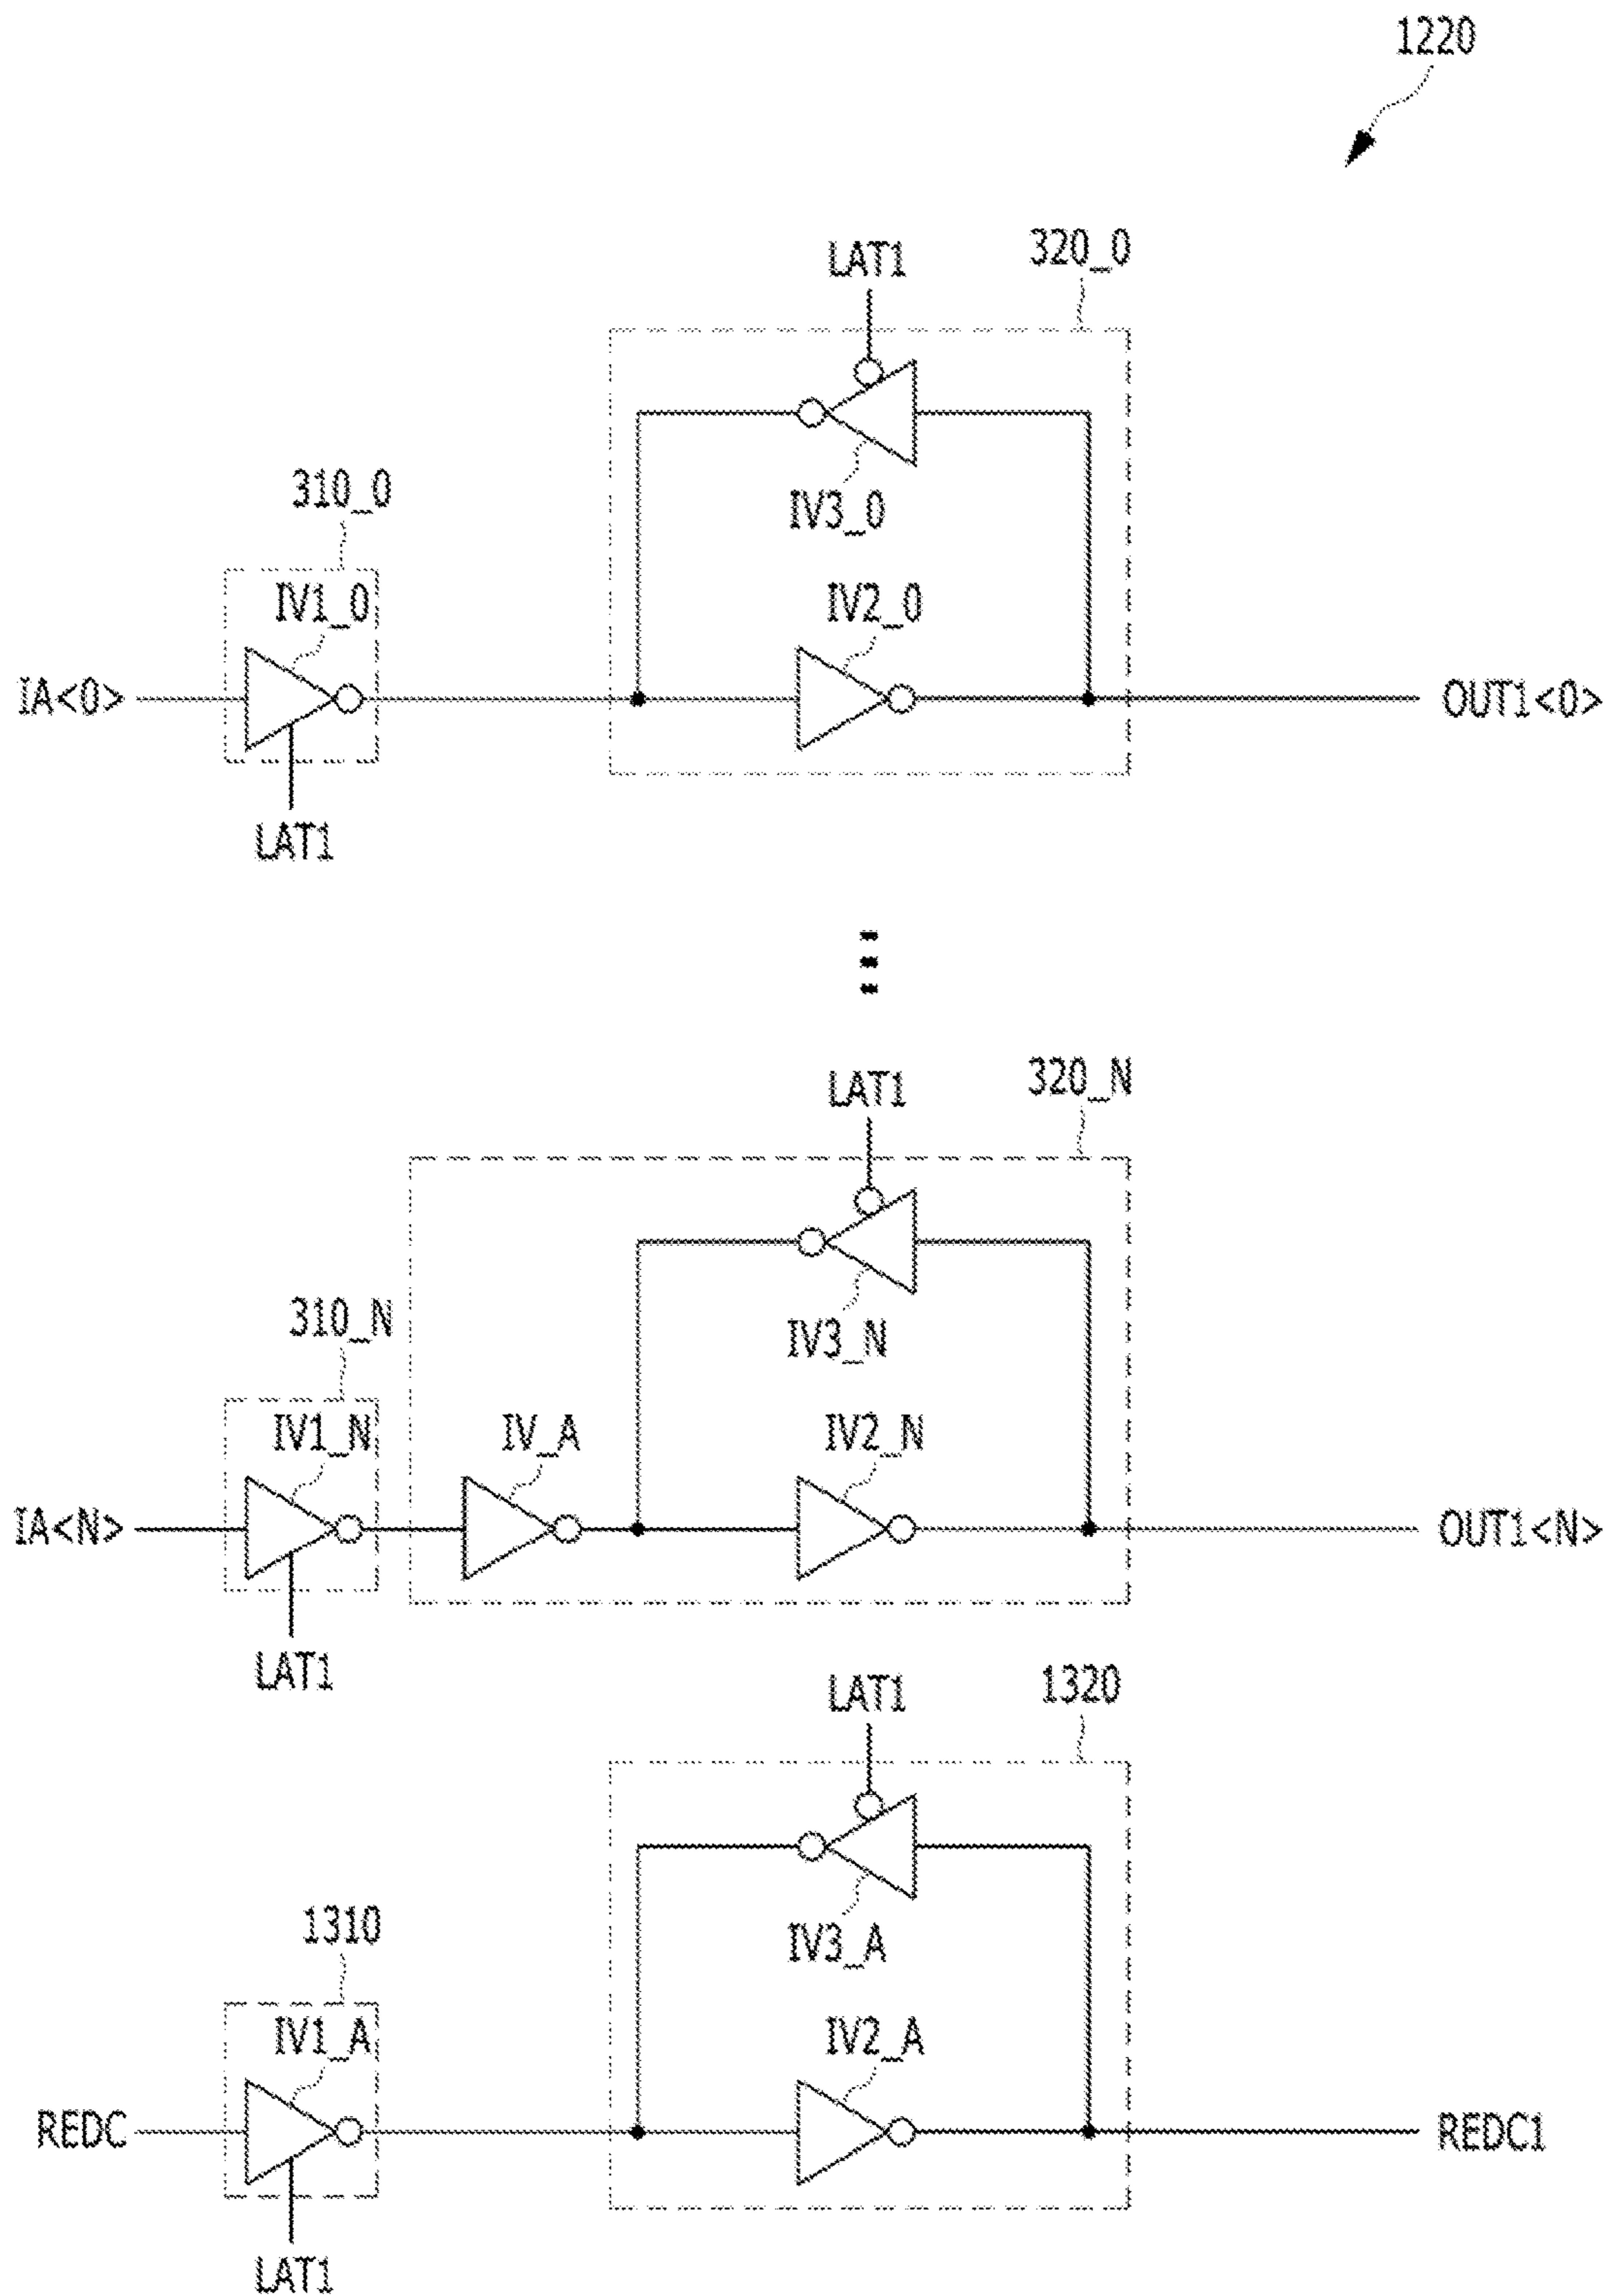 1220
LAT1
320_0
IV3_0
310_0
IV1_0
IV2_0
IA<0>
OUT1<0>
LAT1
LAT1
320_N
IV3_N
310_N
IV1_N
IV_A
IV2_N
IA<N>
OUT1<N>
LAT1
LAT1
1320
IV3_A
1310
IV1_A
IV2_A
REDC
REDC1
LAT1